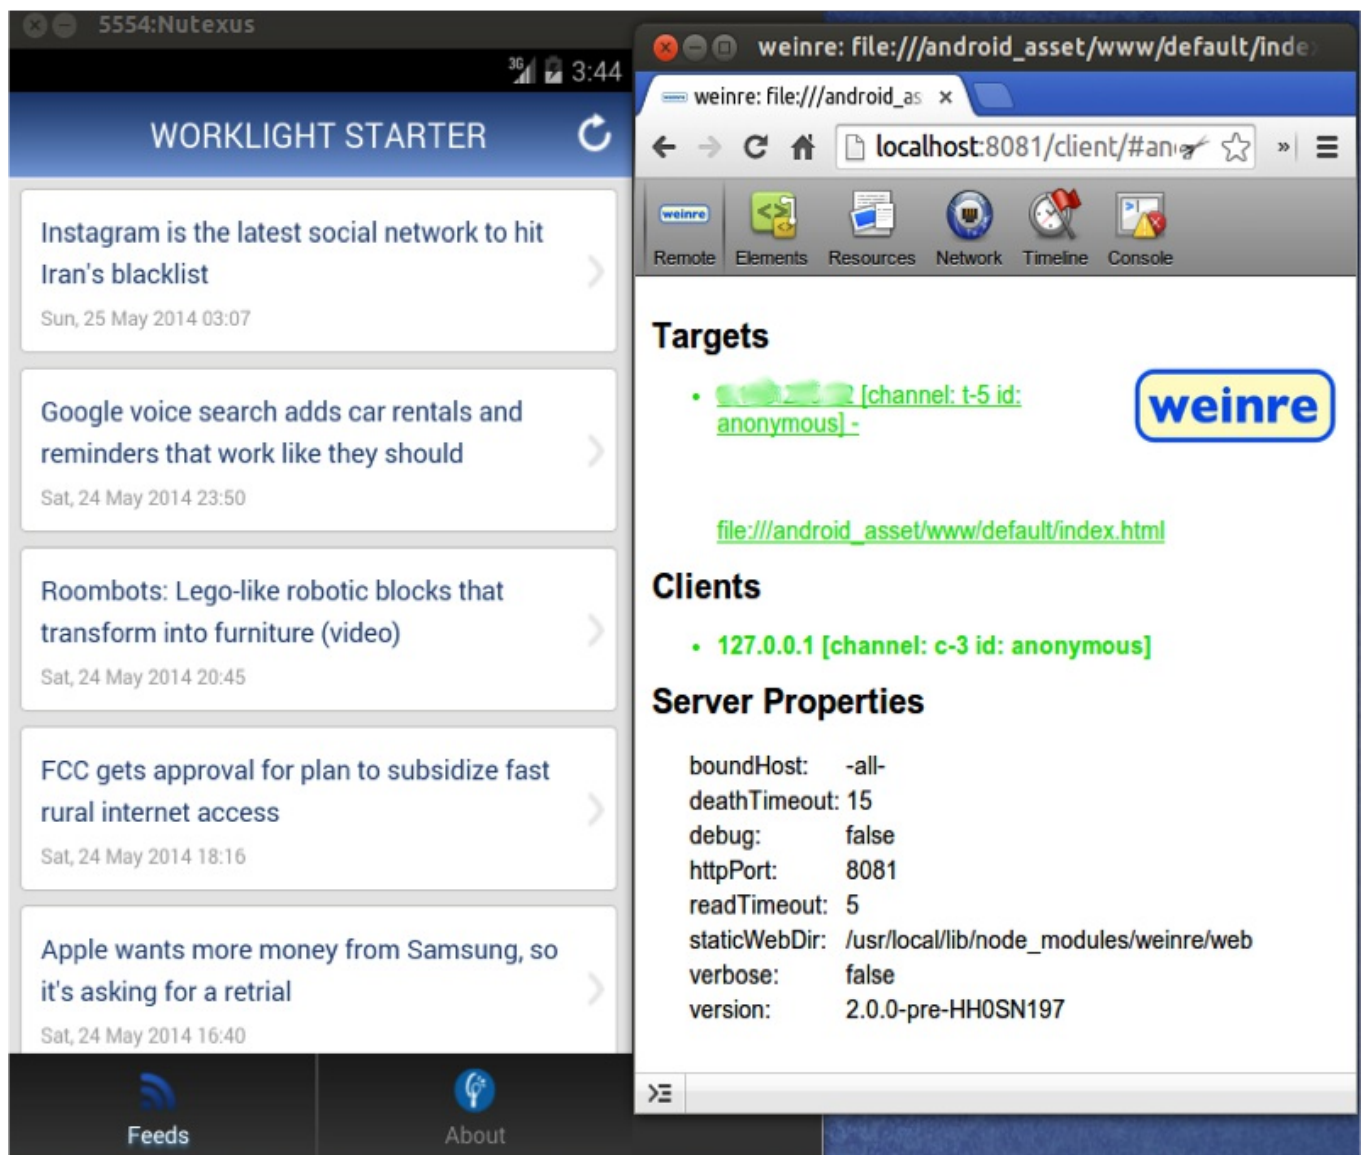 5554:Nutexus
3G 3:44
WORKLIGHT STARTER
Instagram is the latest social network to hit
Iran's blacklist
Sun, 25 May 2014 03:07
Google voice search adds car rentals and
reminders that work like they should
Sat, 24 May 2014 23:50
Roombots: Lego-like robotic blocks that
transform into furniture (video)
Sat, 24 May 2014 20:45
FCC gets approval for plan to subsidize fast
rural internet access
Sat, 24 May 2014 18:16
Apple wants more money from Samsung, so
it's asking for a retrial
Sat, 24 May 2014 16:40
Feeds About
weinre: file:///android_asset/www/default/inde
weinre: file:///android_as
localhost:8081/client/#an
weinre
Remote Elements Resources Network Timeline Console
Targets
[channel: t-5 id:
anonymous] -
weinre
file:///android_asset/www/default/index.html
Clients
• 127.0.0.1 [channel: c-3 id: anonymous]
Server Properties
boundHost: -all-
deathTimeout: 15
debug: false
httpPort: 8081
readTimeout: 5
staticWebDir: /usr/local/lib/node_modules/weinre/web
verbose: false
version: 2.0.0-pre-HH0SN197